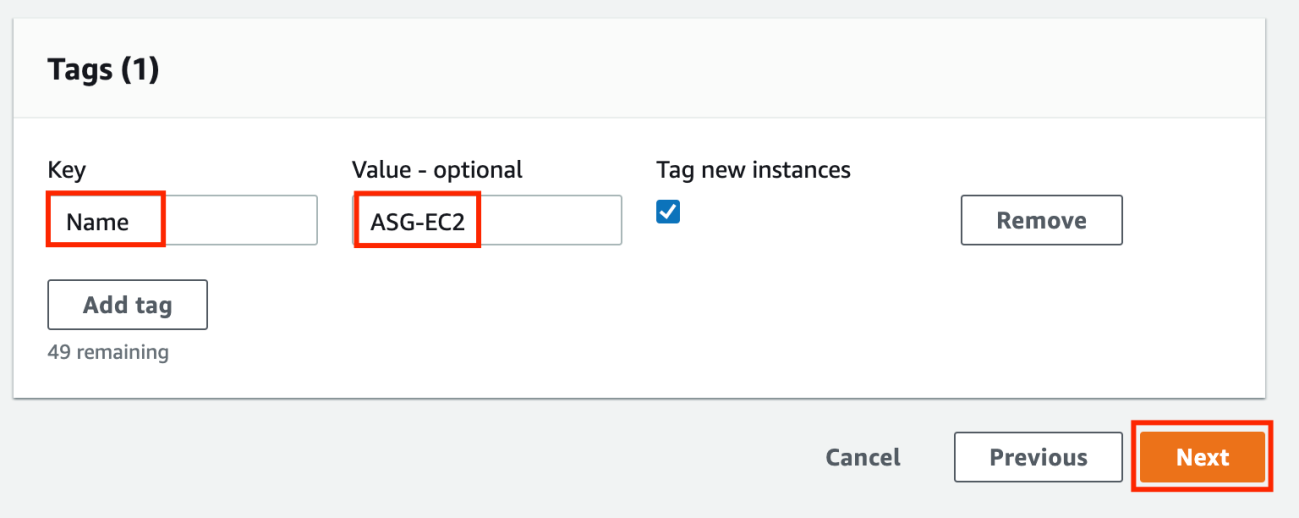 Tags (1)
Key
Value - optional
Tag new instances
Name
ASG-EC2
Remove
Add tag
49 remaining
Cancel
Previous
Next